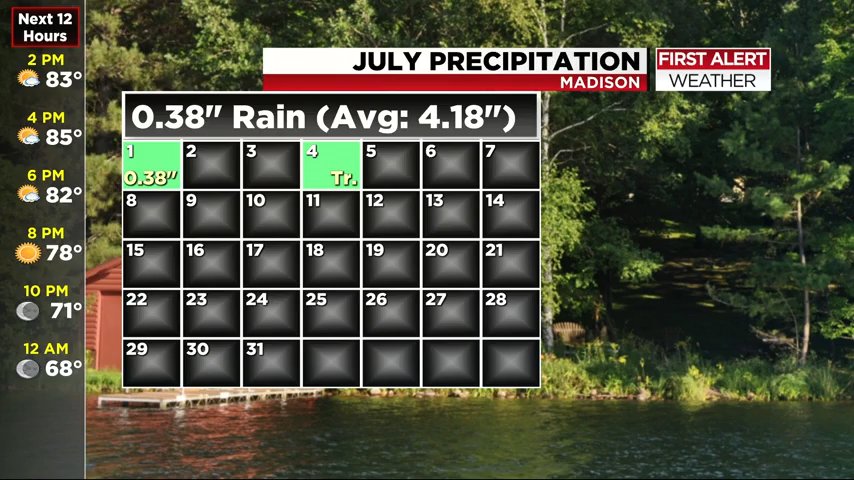 Next 12
Hours
2 PM
83°
4 PM
85°
6 PM
82°
8 PM
78°
10 PM
71°
12 AM
68°
JULY PRECIPITATION
MADISON
FIRST ALERT
WEATHER
0.38" Rain (Avg: 4.18")
1 2 3 4 5 6 7
0.38" Tr.
8 9 10 11 12 13 14
15 16 17 18 19 20 21
22 23 24 25 26 27 28
29 30 31